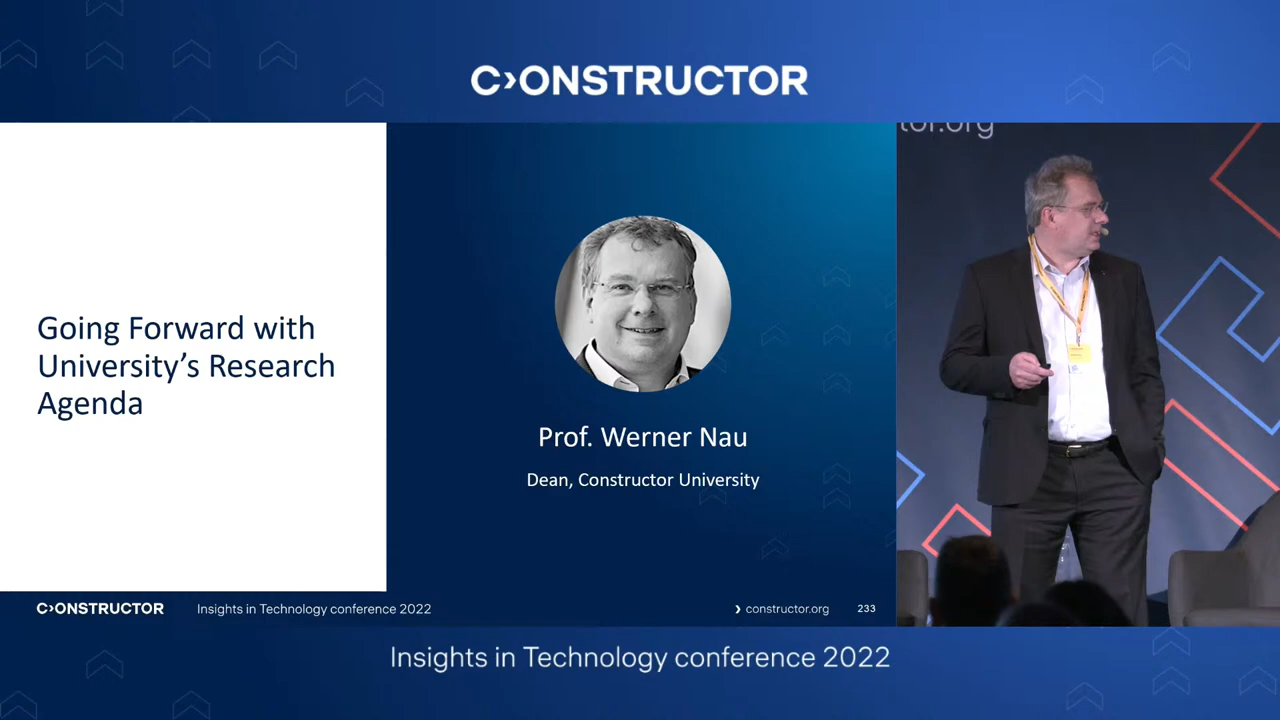 C›ONSTRUCTOR
tor.org
Going Forward with
University’s Research
Agenda
Prof. Werner Nau
Dean, Constructor University
C›ONSTRUCTOR
Insights in Technology conference 2022
› constructor.org
233
Insights in Technology conference 2022